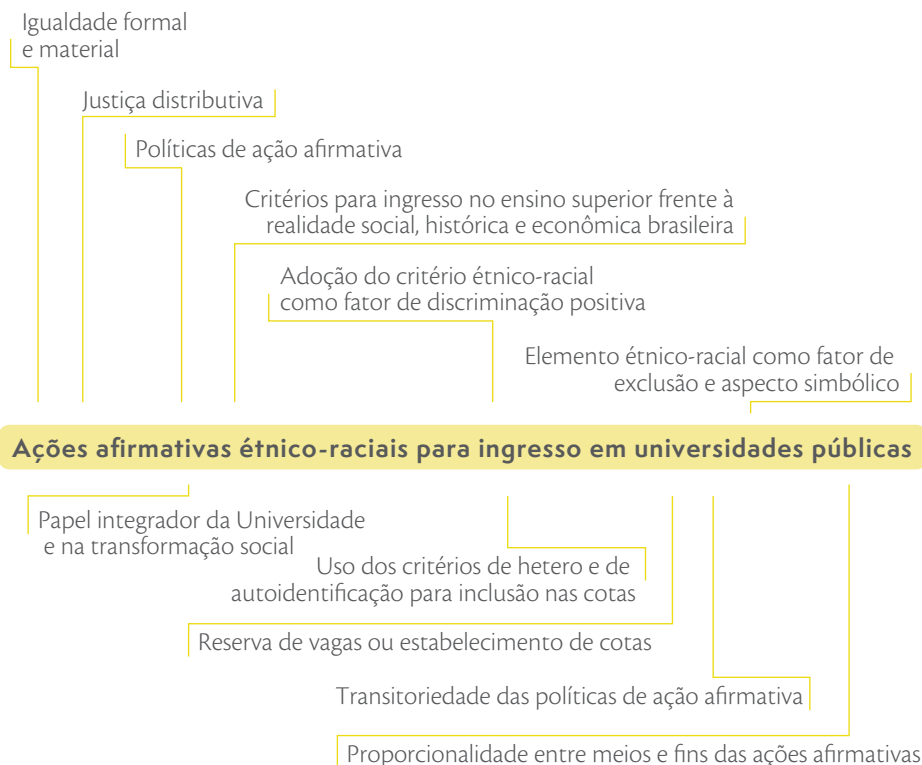 Igualdade formal
e material
Justiça distributiva
Políticas de ação afirmativa
Critérios para ingresso no ensino superior frente à
realidade social, histórica e econômica brasileira
Adoção do critério étnico-racial
como fator de discriminação positiva
Elemento étnico-racial como fator de
exclusão e aspecto simbólico
Ações afirmativas étnico-raciais para ingresso em universidades públicas
Papel integrador da Universidade
e na transformação social
Uso dos critérios de hetero e de
autoidentificação para inclusão nas cotas
Reserva de vagas ou estabelecimento de cotas
Transitoriedade das políticas de ação afirmativa
Proporcionalidade entre meios e fins das ações afirmativas